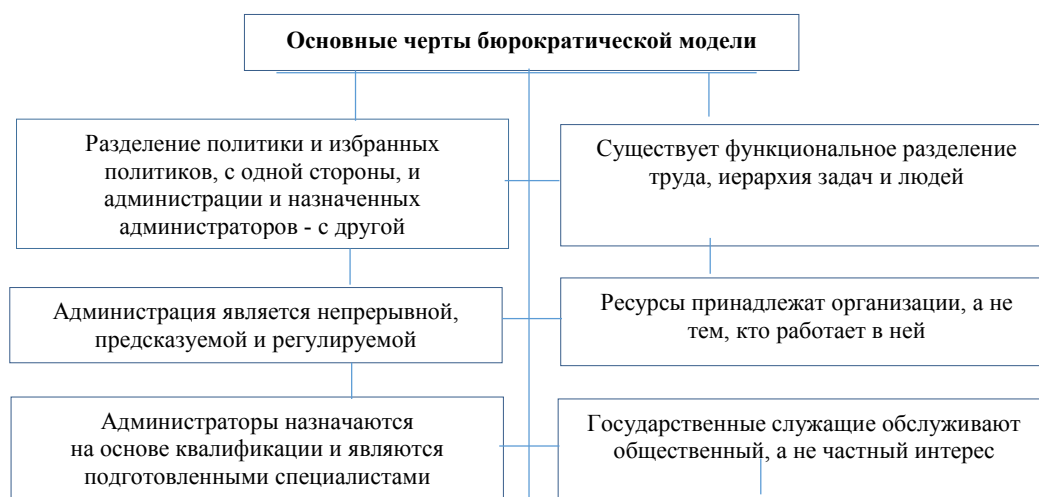 Основные черты бюрократической модели
Разделение политики и избранных
политиков, с одной стороны, и
администрации и назначенных
администраторов - с другой
Существует функциональное разделение
труда, иерархия задач и людей
Администрация является непрерывной,
предсказуемой и регулируемой
Ресурсы принадлежат организации, а не
тем, кто работает в ней
Администраторы назначаются
на основе квалификации и являются
подготовленными специалистами
Государственные служащие обслуживают
общественный, а не частный интерес